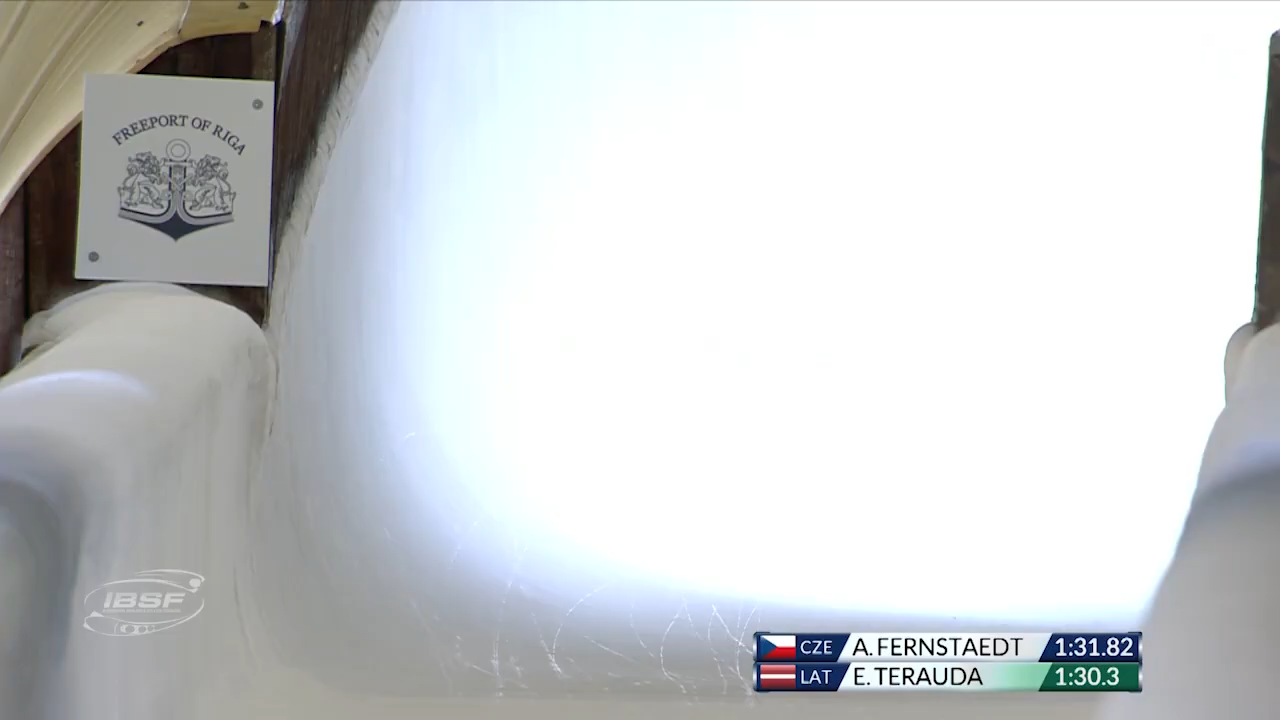 FREEPORT OF RIGA
IBSF
CZE A. FERNSTAEDT 1:31.82
LAT E. TERAUDA 1:30.3